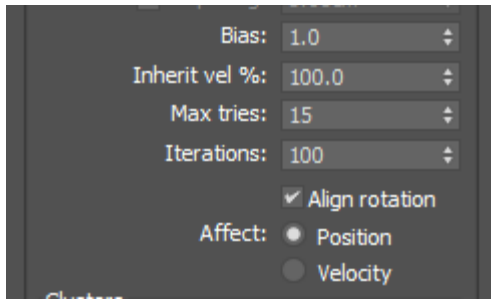 Bias: 1.0
Inherit vel %: 100.0
Max tries: 15
Iterations: 100
Align rotation
Affect: Position
Velocity